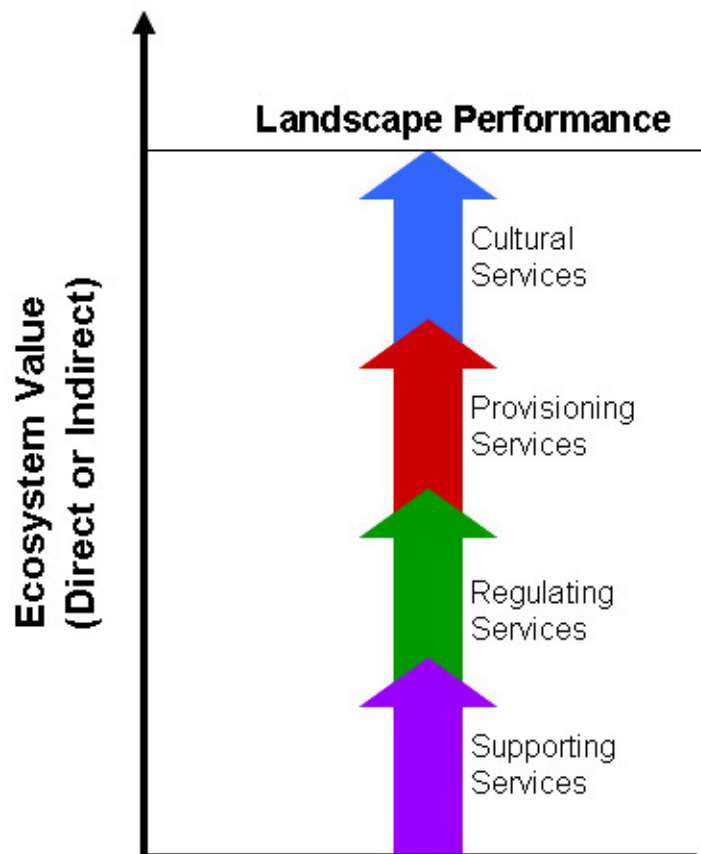 Landscape Performance
Cultural
Services
Provisioning
Services
Regulating
Services
Supporting
Services
Ecosystem Value
(Direct or Indirect)